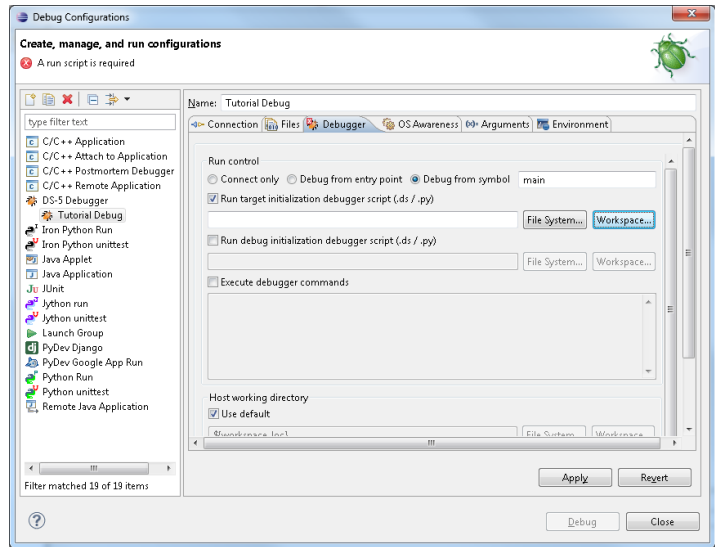 Debug Configurations
Create, manage, and run configurations
A run script is required
type filter text
C/C++ Application
C/C++ Attach to Application
C/C++ Postmortem Debugger
C/C++ Remote Application
DS-5 Debugger
Tutorial Debug
Iron Python Run
Iron Python unittest
Java Applet
Java Application
Ju JUnit
Jython run
Jython unittest
Launch Group
dj PyDev Django
PyDev Google App Run
Python Run
Python unittest
Remote Java Application
Filter matched 19 of 19 items
Name: Tutorial Debug
Connection Files Debugger OS Awareness Arguments Environment
Run control
Connect only Debug from entry point Debug from symbol main
Run target initialization debugger script (.ds / .py)
File System... Workspace...
Run debug initialization debugger script (.ds / .py)
File System... Workspace...
Execute debugger commands
Host working directory
Use default
${workspace_loc} File System... Workspace...
Apply Revert
Debug Close